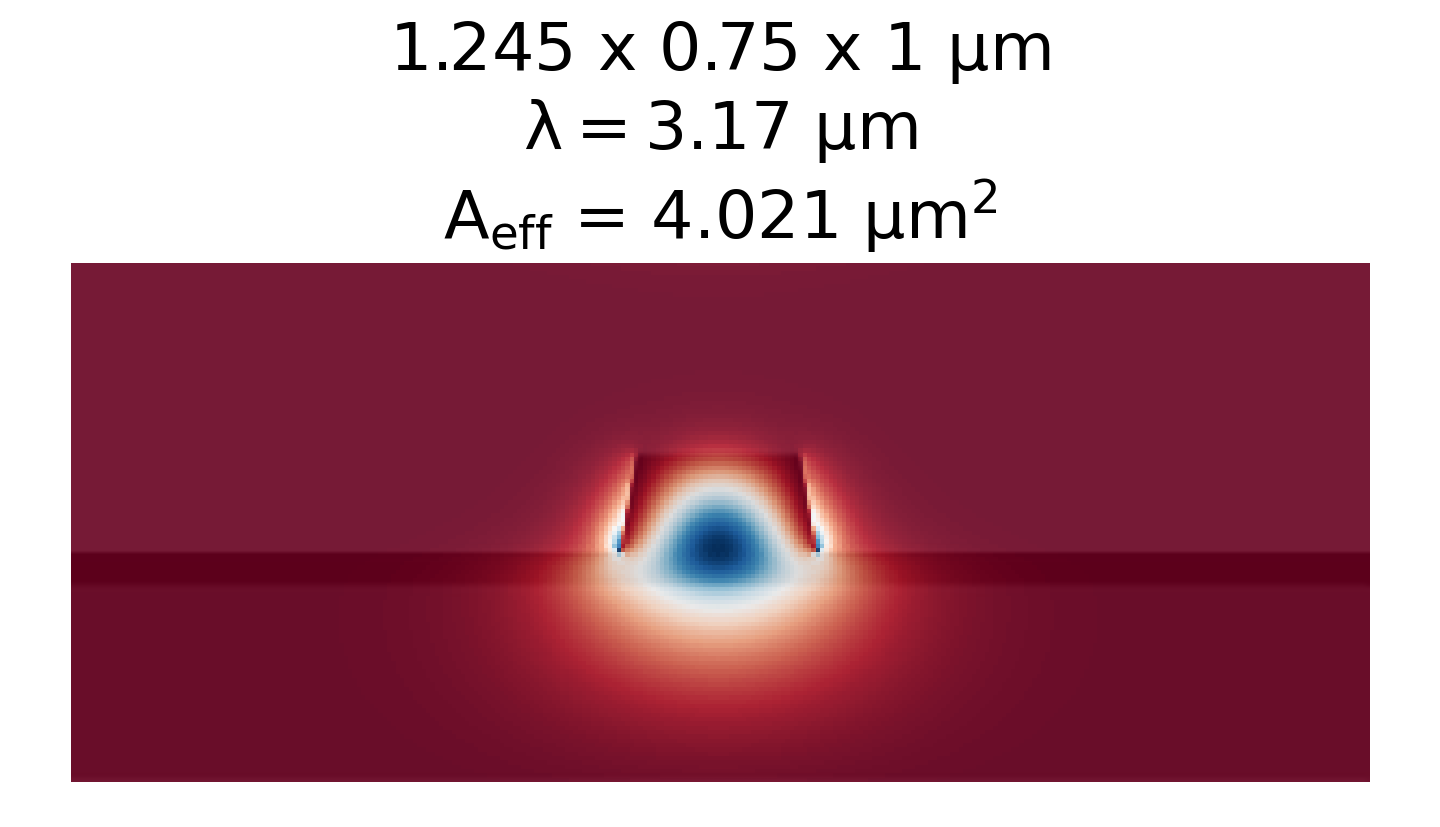 1.245 x 0.75 x 1 μm
λ = 3.17 μm
A_eff = 4.021 μm²